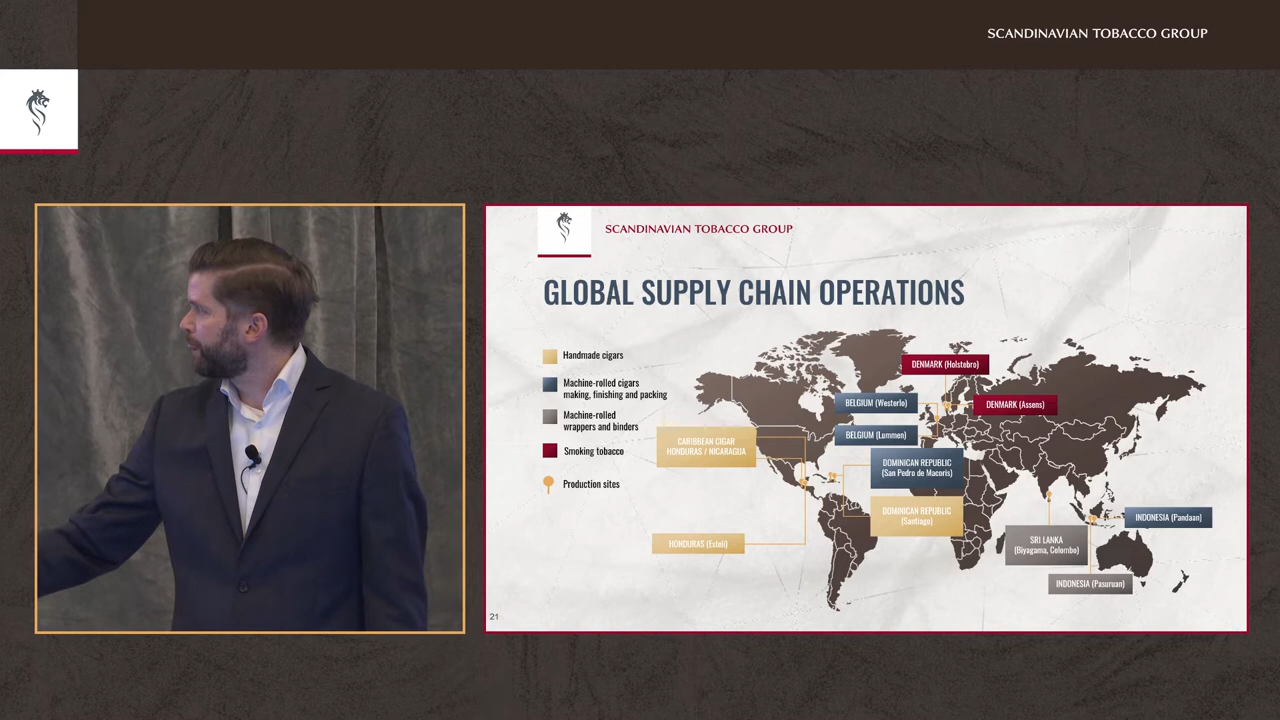 SCANDINAVIAN TOBACCO GROUP
SCANDINAVIAN TOBACCO GROUP
GLOBAL SUPPLY CHAIN OPERATIONS
Handmade cigars
Machine-rolled cigars
making, finishing and packing
Machine-rolled
wrappers and binders
Smoking tobacco
Production sites
DENMARK (Holstebro)
BELGIUM (Westerlo)
DENMARK (Assens)
BELGIUM (Lummen)
CARIBBEAN CIGAR
HONDURAS / NICARAGUA
DOMINICAN REPUBLIC
(San Pedro de Macoris)
DOMINICAN REPUBLIC
(Santiago)
INDONESIA (Pandaan)
HONDURAS (Esteli)
SRI LANKA
(Biyagama, Colombo)
INDONESIA (Pasuruan)
21